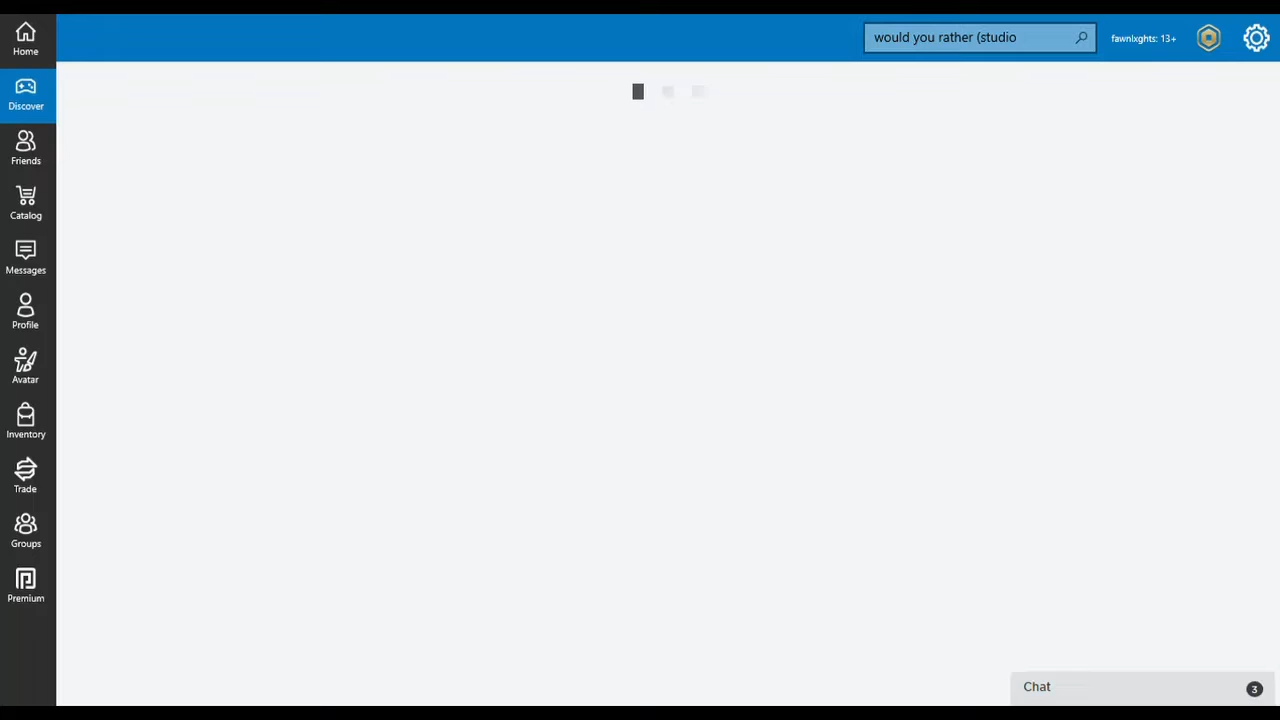 Home
would you rather (studio
fawnlxghts: 13+
Discover
Friends
Catalog
Messages
Profile
Avatar
Inventory
Trade
Groups
Premium
Chat
3